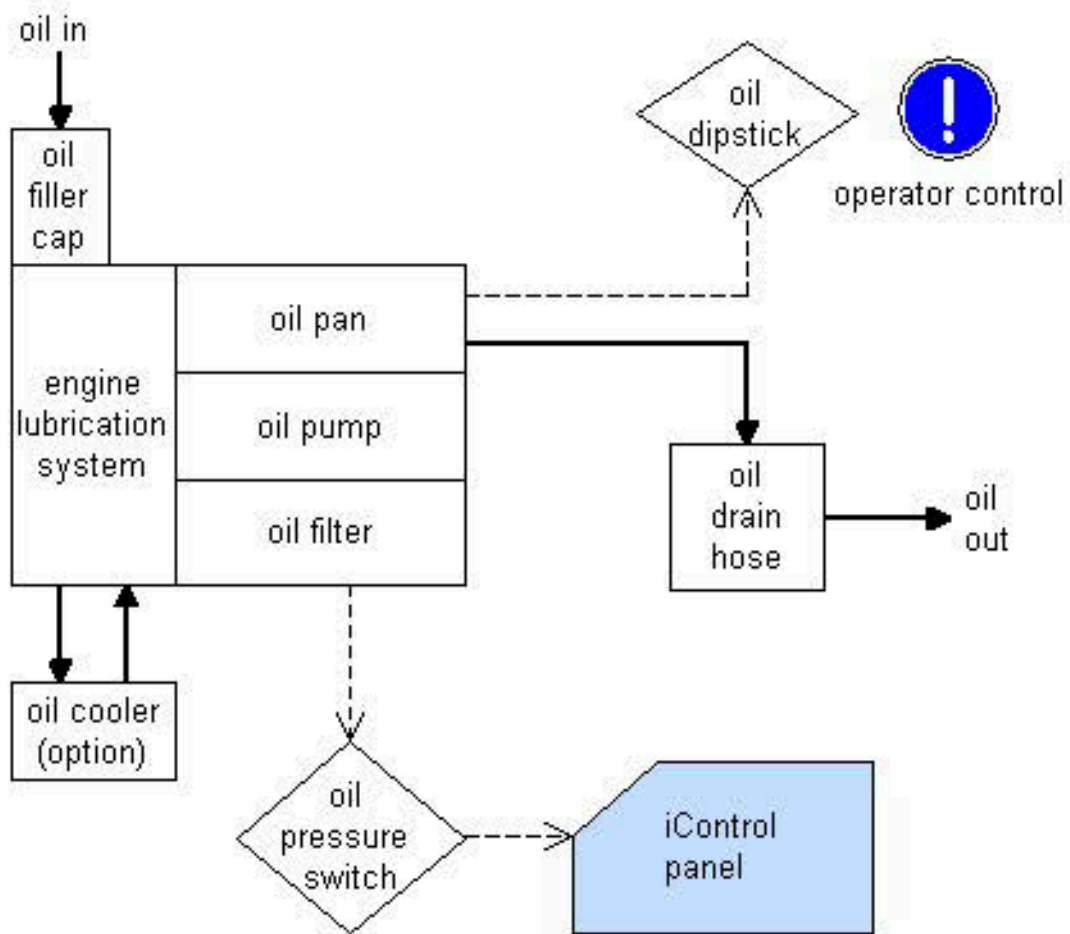 oil in
oil
filler
cap
oil
dipstick
operator control
engine
lubrication
system
oil pan
oil pump
oil filter
oil
drain
hose
oil
out
oil cooler
(option)
oil
pressure
switch
iControl
panel